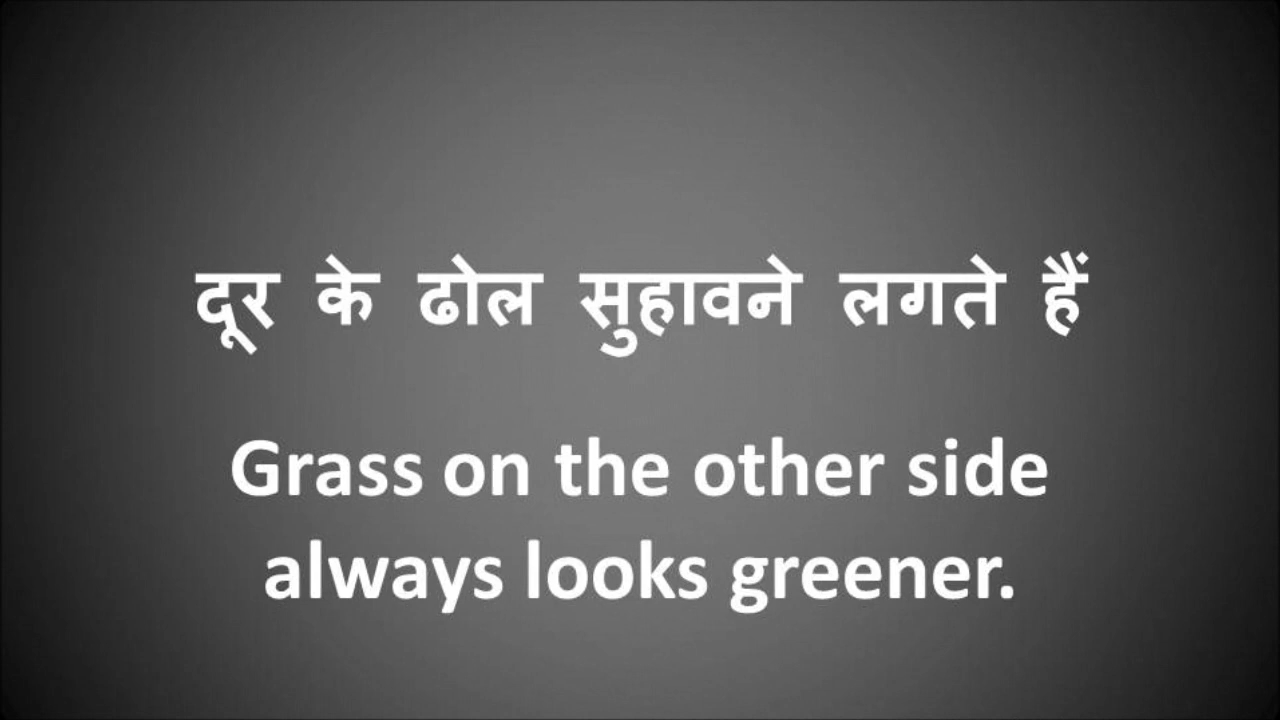 दूर के ढोल सुहावने लगते हैं
Grass on the other side
always looks greener.